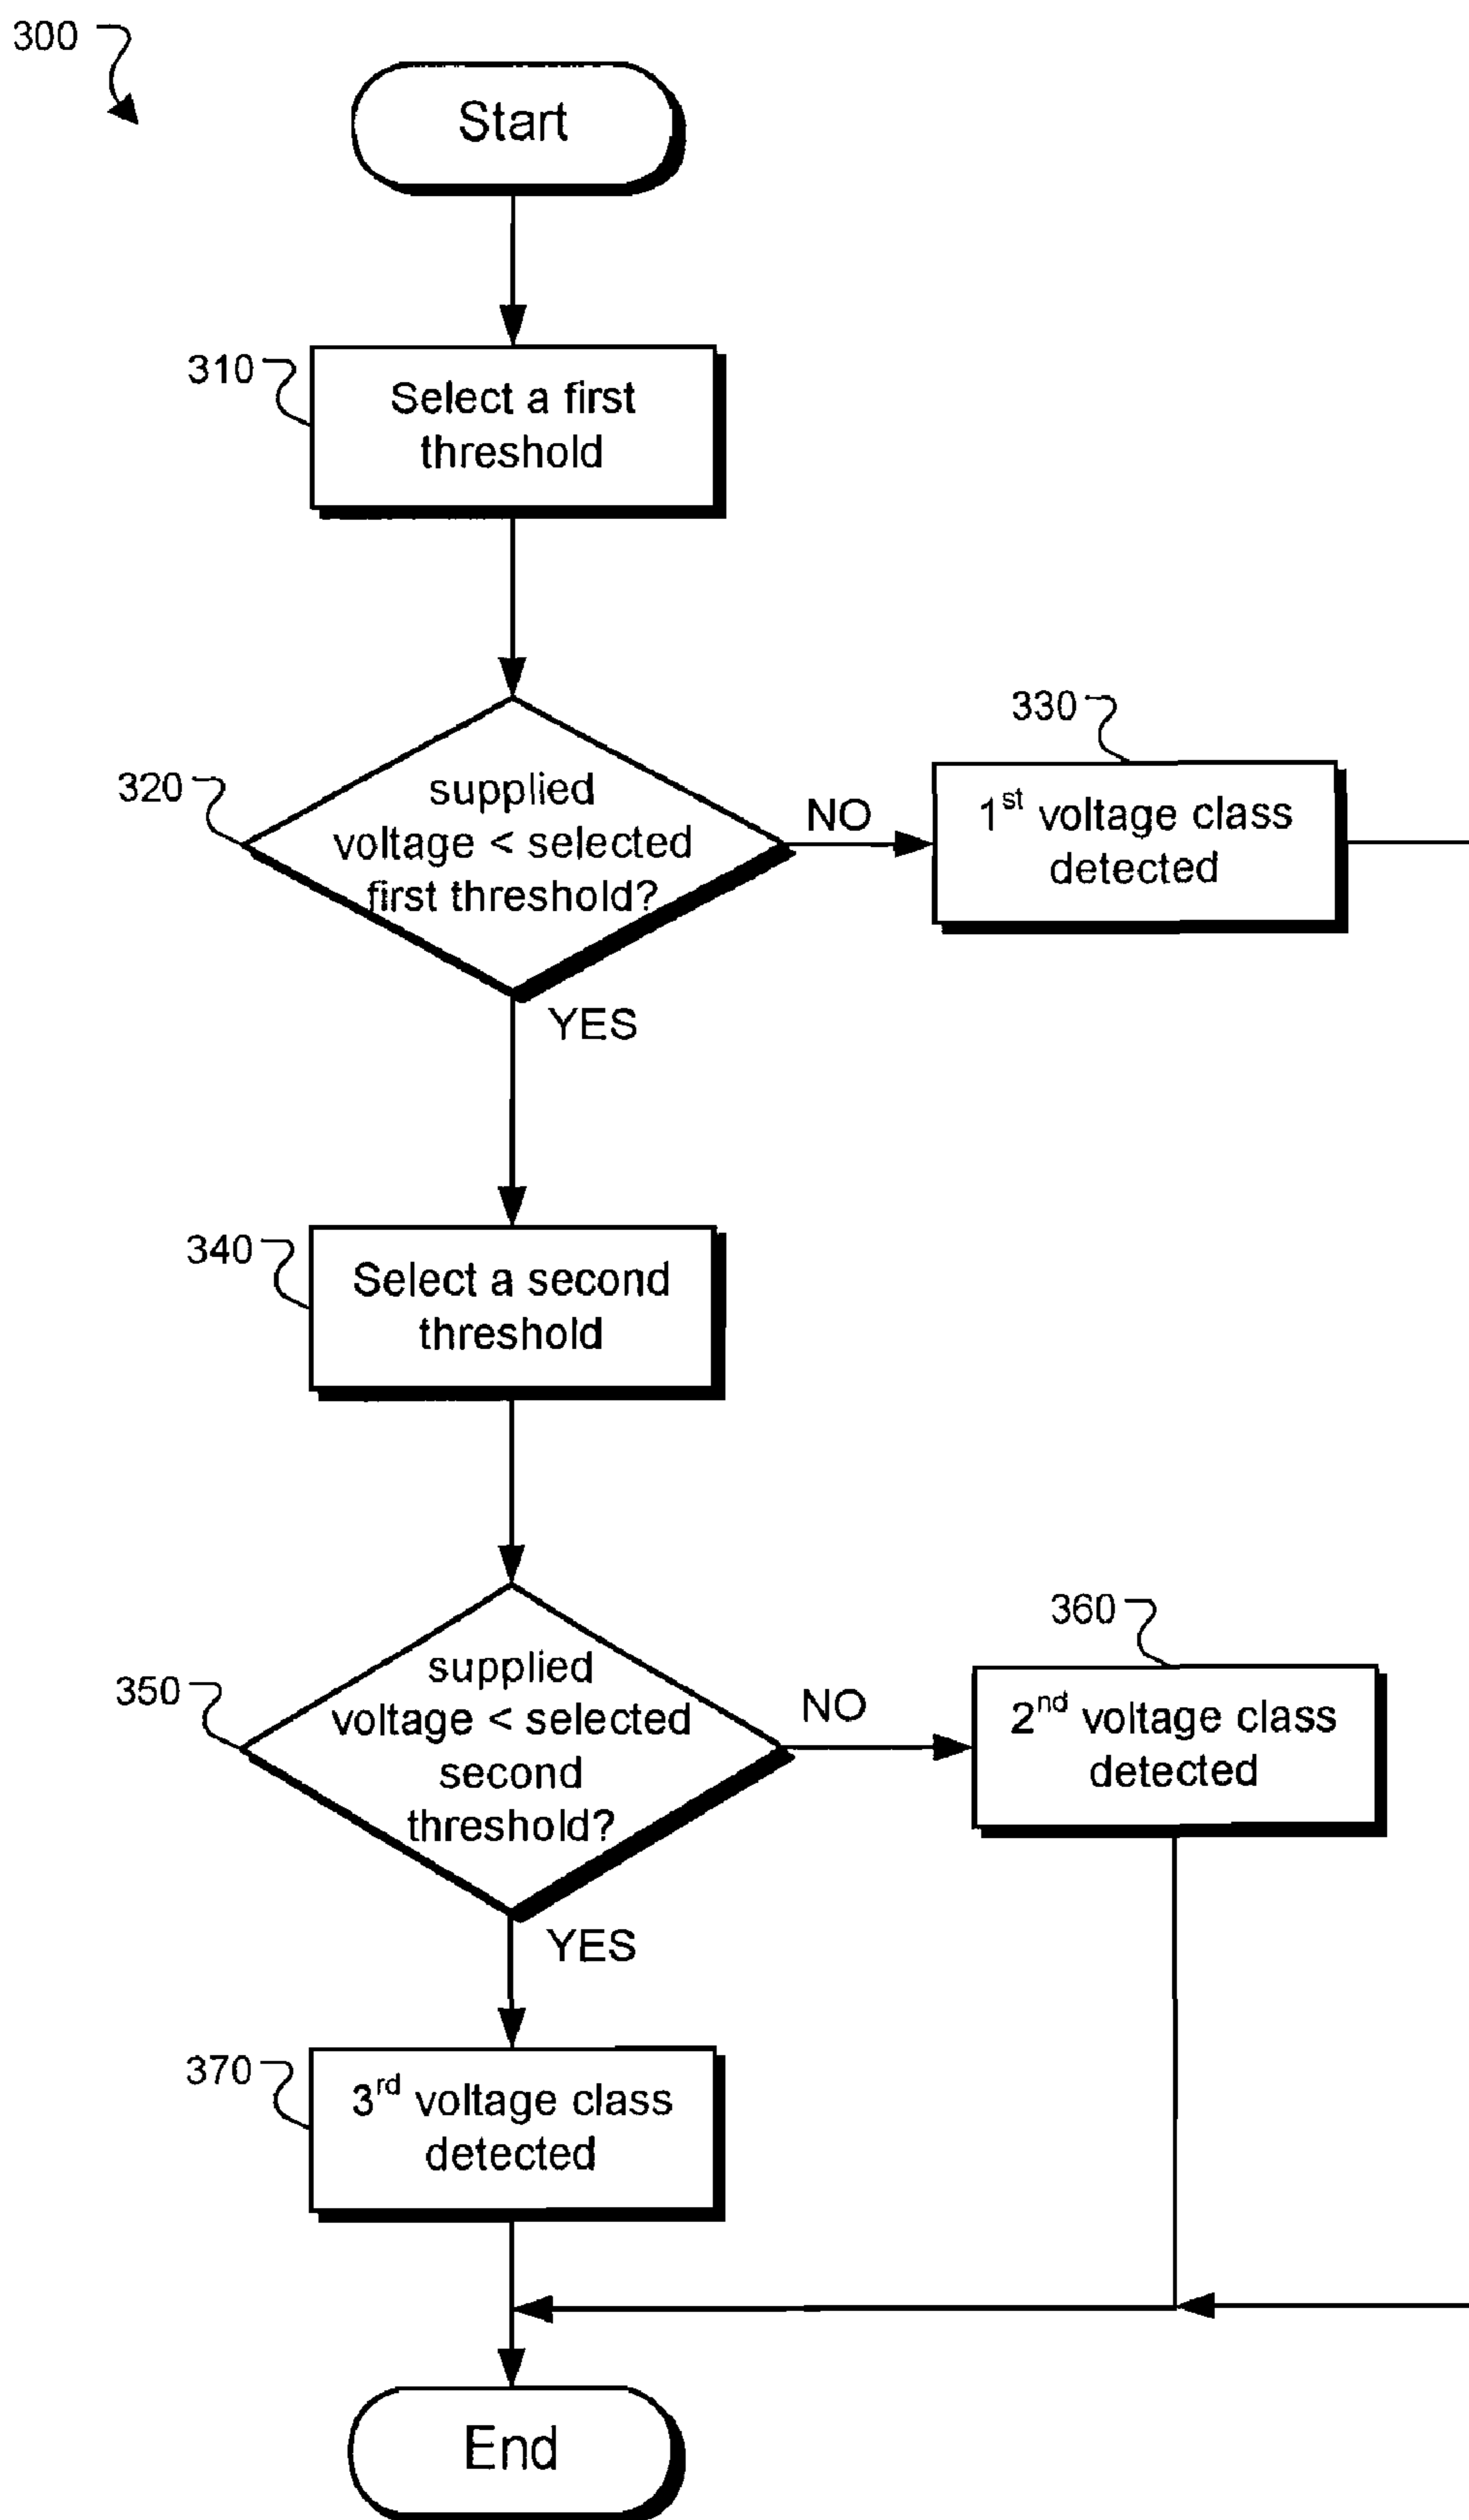 300
Start
310
Select a first
threshold
320
supplied
voltage < selected
first threshold?
NO
330
1st voltage class
detected
YES
340
Select a second
threshold
350
supplied
voltage < selected
second
threshold?
NO
360
2nd voltage class
detected
YES
370
3rd voltage class
detected
End